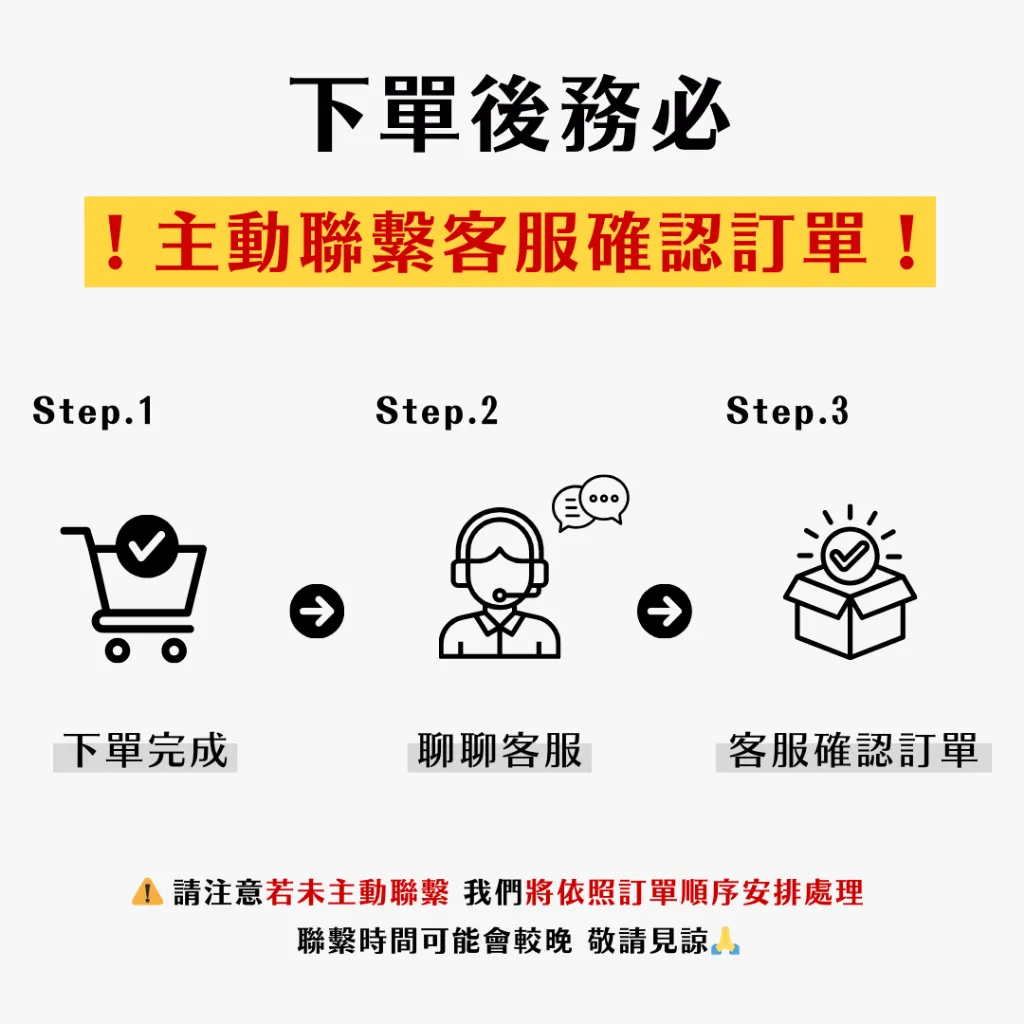 下單後務必
！主動聯繫客服確認訂單！
Step.1
Step.2
Step.3
下單完成
聊聊客服
客服確認訂單
⚠️ 請注意若未主動聯繫 我們將依照訂單順序安排處理
聯繫時間可能會較晚 敬請見諒🙏